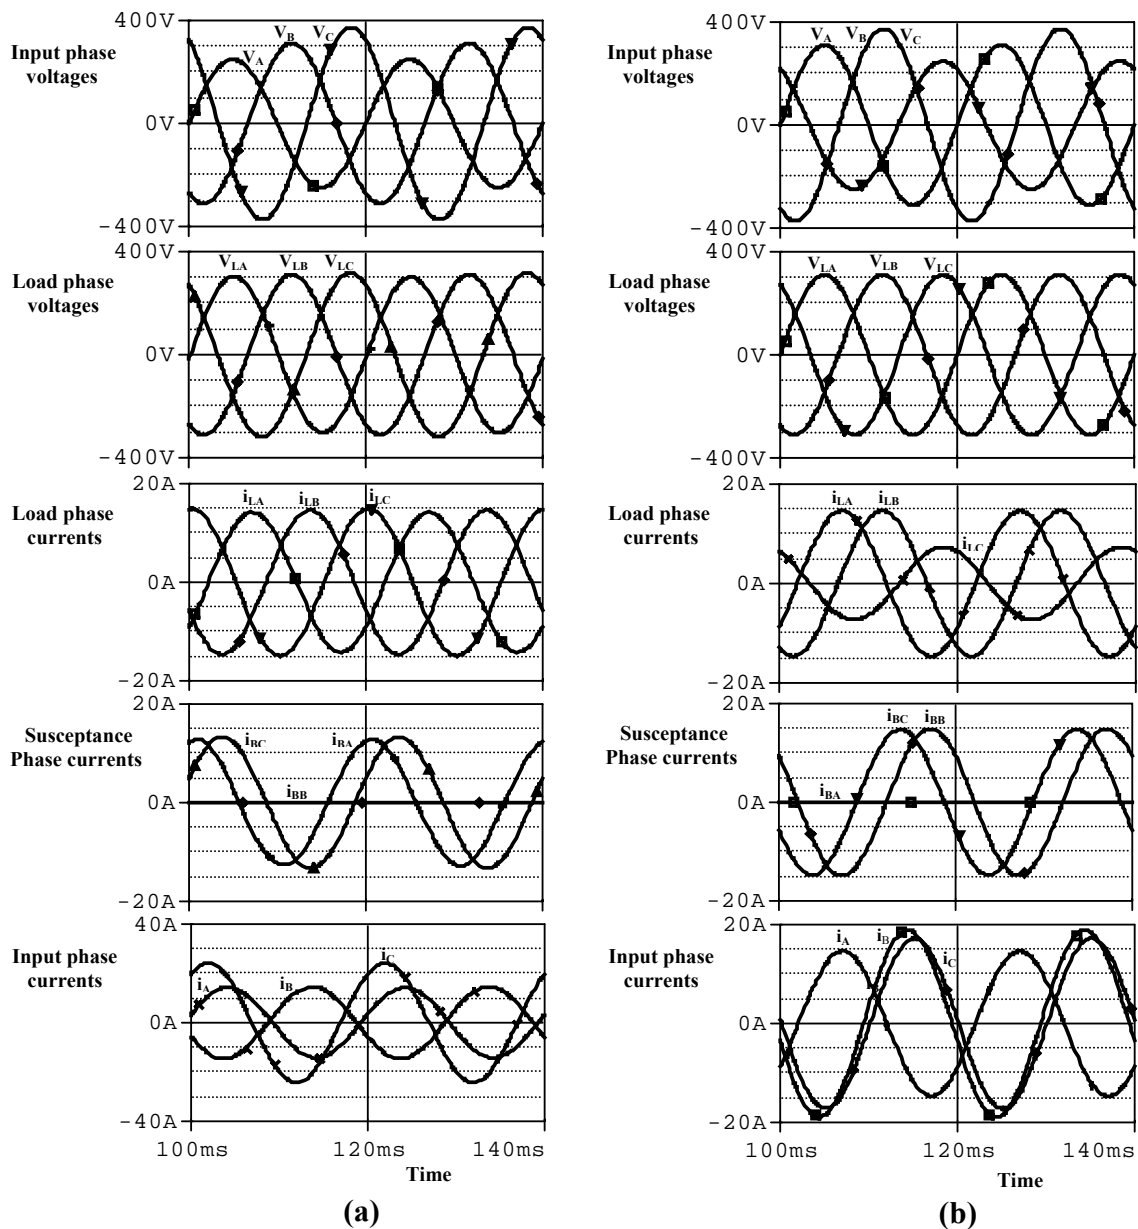 Input phase
voltages
400V
0V
-400V
V_A
V_B
V_C
Load phase
voltages
400V
0V
-400V
V_LA
V_LB
V_LC
Load phase
currents
20A
0A
-20A
i_LA
i_LB
i_LC
Susceptance
Phase currents
20A
0A
-20A
i_BC
i_BA
i_BB
Input phase
currents
40A
0A
-40A
i_A
i_B
i_C
100ms
120ms
140ms
Time
(a)
Input phase
voltages
400V
0V
-400V
V_A
V_B
V_C
Load phase
voltages
400V
0V
-400V
V_LA
V_LB
V_LC
Load phase
currents
20A
0A
-20A
i_LA
i_LB
i_LC
Susceptance
Phase currents
20A
0A
-20A
i_BC
i_BB
i_BA
Input phase
currents
20A
0A
-20A
i_A
i_B
i_C
100ms
120ms
140ms
Time
(b)